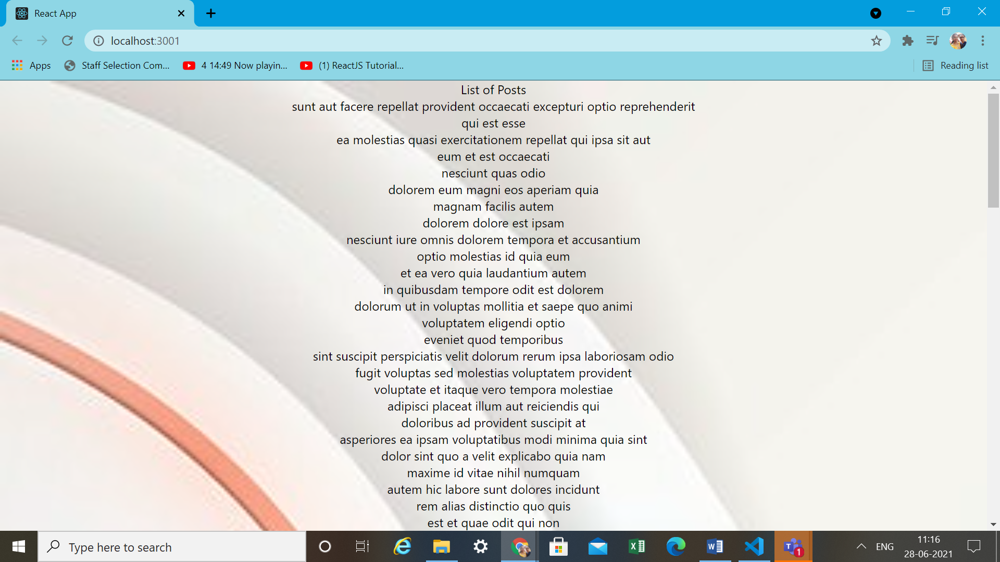 React App
localhost:3001
Apps
Staff Selection Com...
4 14:49 Now playin...
(1) ReactJS Tutorial...
Reading list
List of Posts
sunt aut facere repellat provident occaecati excepturi optio reprehenderit
qui est esse
ea molestias quasi exercitationem repellat qui ipsa sit aut
eum et est occaecati
nesciunt quas odio
dolorem eum magni eos aperiam quia
magnam facilis autem
dolorem dolore est ipsam
nesciunt iure omnis dolorem tempora et accusantium
optio molestias id quia eum
et ea vero quia laudantium autem
in quibusdam tempore odit est dolorem
dolorum ut in voluptas mollitia et saepe quo animi
voluptatem eligendi optio
eveniet quod temporibus
sint suscipit perspiciatis velit dolorum rerum ipsa laboriosam odio
fugit voluptas sed molestias voluptatem provident
voluptate et itaque vero tempora molestiae
adipisci placeat illum aut reiciendis qui
doloribus ad provident suscipit at
asperiores ea ipsam voluptatibus modi minima quia sint
dolor sint quo a velit explicabo quia nam
maxime id vitae nihil numquam
autem hic labore sunt dolores incidunt
rem alias distinctio quo quis
est et quae odit qui non
Type here to search
1
ENG
11:16
28-06-2021